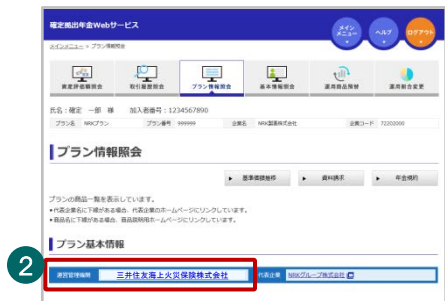 確定拠出年金Webサービス
メイン
メニュー
ヘルプ
ログアウト
メインメニュー > プラン情報照会
資産評価額照会
取引履歴照会
プラン情報照会
基本情報照会
運用商品預替
運用割合変更
氏名：確定 一郎 様 加入者番号：1234567890
プラン名 NRKプラン プラン番号 999999 企業名 NRK製薬株式会社 企業コード 72202000
プラン情報照会
基準価額推移
資料請求
年金規約
プランの商品一覧を表示しています。
•代表企業名に下線がある場合、代表企業のホームページにリンクしています。
•商品名に下線がある場合、商品説明用ホームページにリンクしています。
プラン基本情報
2
運営管理機関 三井住友海上火災保険株式会社 代表企業 NRKグループ株式会社